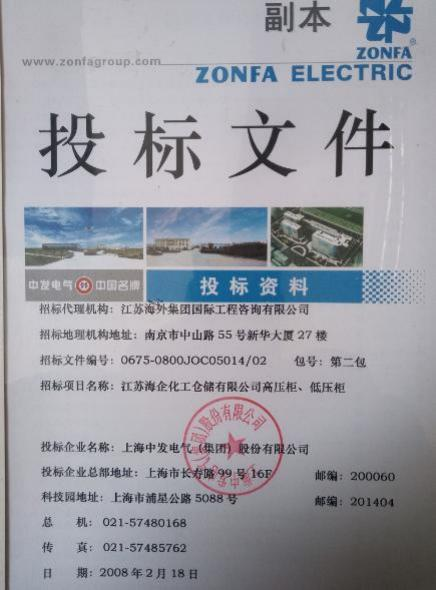 副本
ZONFA
www.zonfagroup.com
ZONFA ELECTRIC
投标文件
中发电气 中国名牌
投标资料
招标代理机构：江苏海外集团国际工程咨询有限公司
招标地理机构地址：南京市中山路55号新华大厦27楼
招标文件编号：0675-0800JOC05014/02 包号：第二包
招标项目名称：江苏海企化工仓储有限公司高压柜、低压柜
投标企业名称：上海中发电气（集团）股份有限公司
投标企业总部地址：上海市长寿路99号16F 邮编：200060
科技园地址：上海市浦星公路5088号 邮编：201404
总 机：021-57480168
传 真：021-57485762
日 期：2008年2月18日